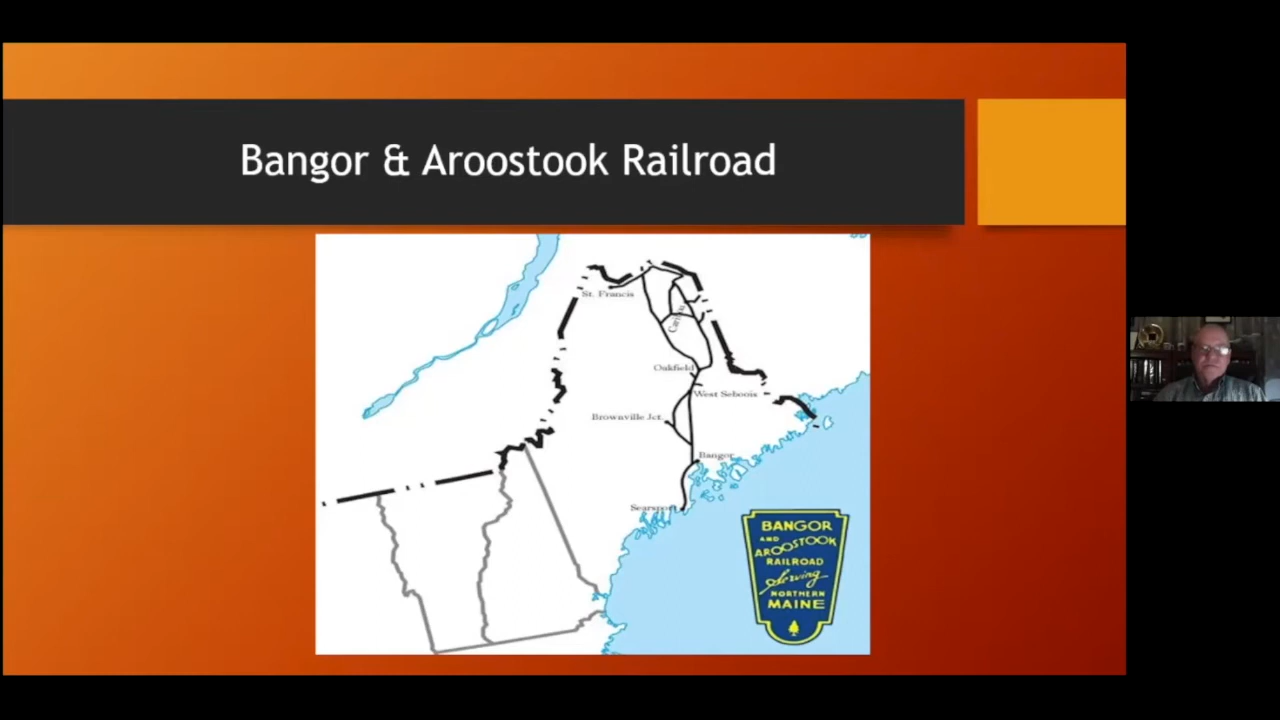 Bangor & Aroostook Railroad
St. Francis
Caribou
Oakfield
West Seboois
Brownville Jct.
Bangor
Searsport
BANGOR
AND
AROOSTOOK
RAILROAD
Serving
NORTHERN
MAINE